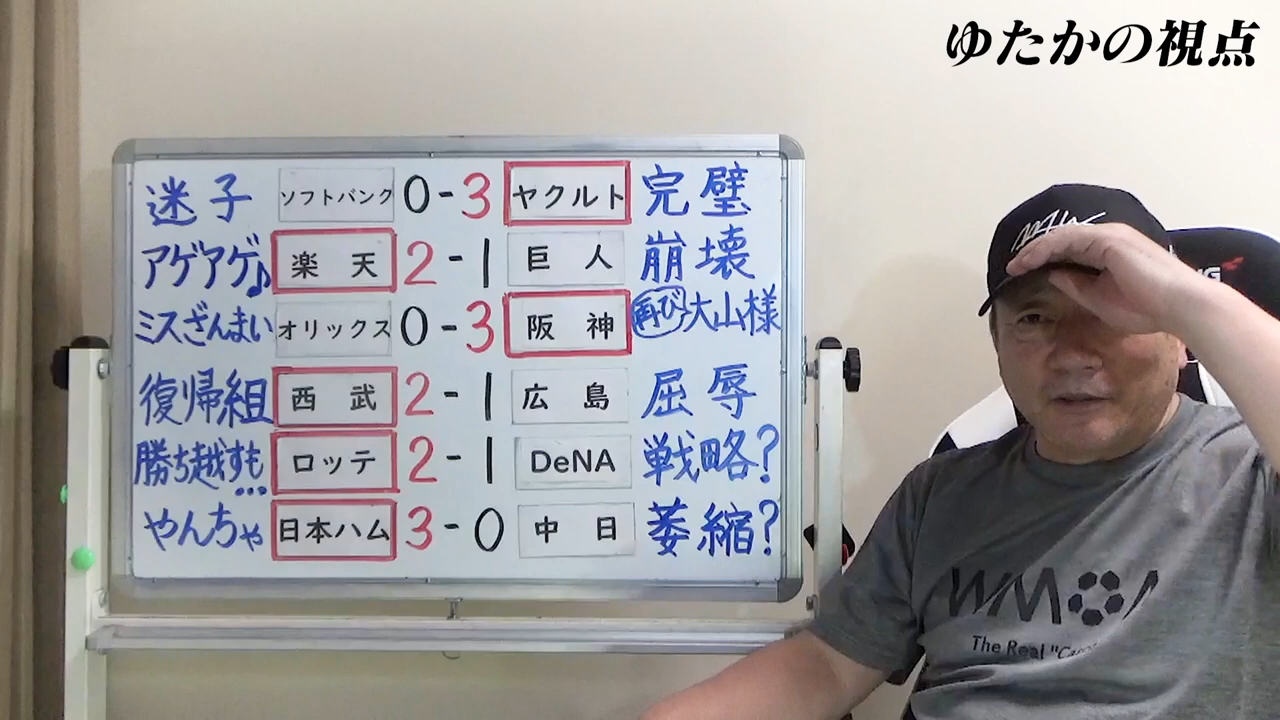 ゆたかの視点
迷子 ソフトバンク 0-3 ヤクルト 完璧
アゲアゲ♪ 楽天 2-1 巨人 崩壊
ミスざんまい オリックス 0-3 阪神 再び大山様
復帰組 西武 2-1 広島 屈辱
勝ち越すも… ロッテ 2-1 DeNA 戦略?
やんちゃ 日本ハム 3-0 中日 萎縮?
The Real